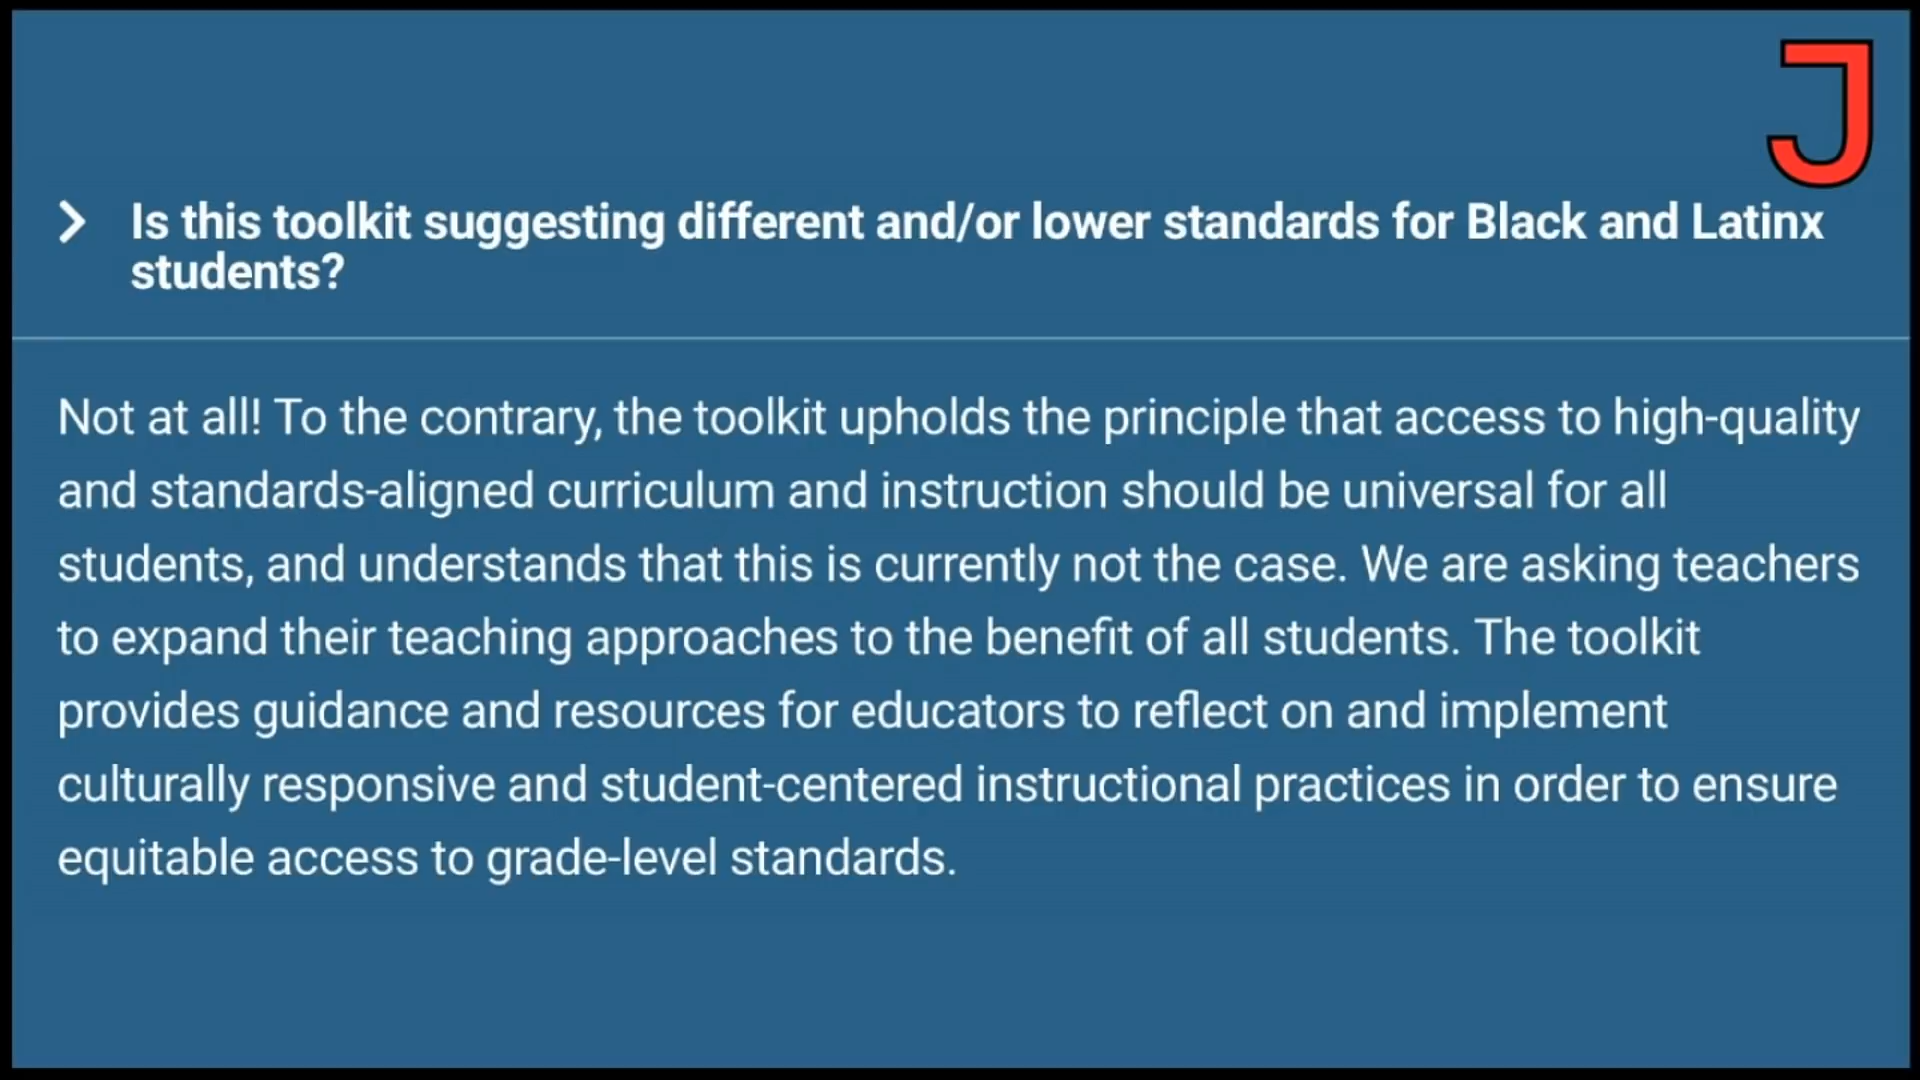 J
Is this toolkit suggesting different and/or lower standards for Black and Latinx
students?
Not at all! To the contrary, the toolkit upholds the principle that access to high-quality
and standards-aligned curriculum and instruction should be universal for all
students, and understands that this is currently not the case. We are asking teachers
to expand their teaching approaches to the benefit of all students. The toolkit
provides guidance and resources for educators to reflect on and implement
culturally responsive and student-centered instructional practices in order to ensure
equitable access to grade-level standards.